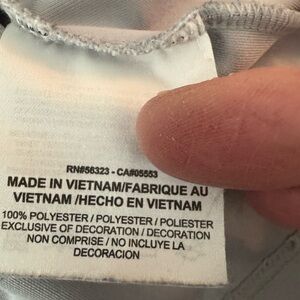 RN#56323 - CA#05553
MADE IN VIETNAM/FABRIQUE AU
VIETNAM /HECHO EN VIETNAM
100% POLYESTER / POLYESTER / POLIESTER
EXCLUSIVE OF DECORATION / DECORATION
NON COMPRISE / NO INCLUYE LA
DECORACION